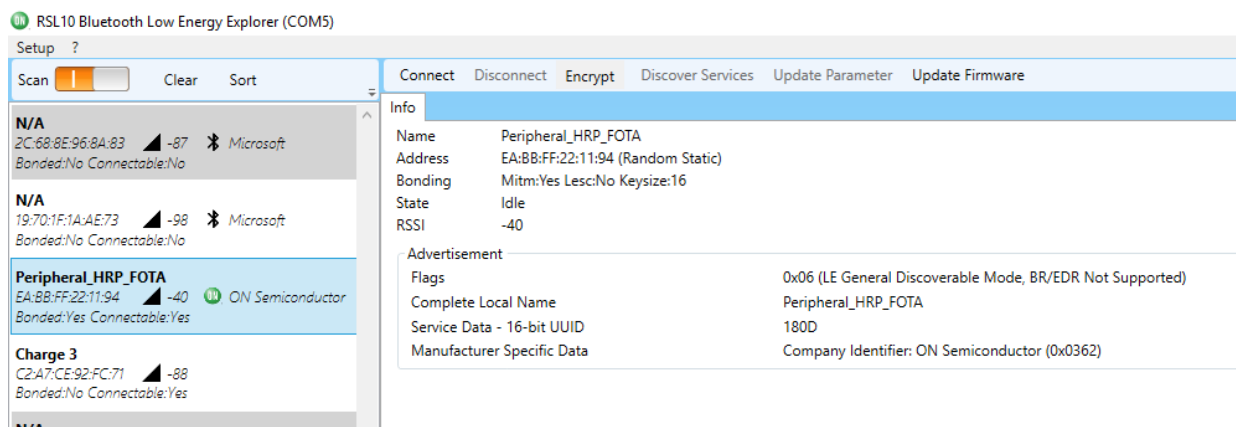 RSL10 Bluetooth Low Energy Explorer (COM5)
Setup ?
Scan Clear Sort
Connect Disconnect Encrypt Discover Services Update Parameter Update Firmware
N/A
2C:68:8E:96:8A:83 -87 Microsoft
Bonded:No Connectable:No
N/A
19:70:1F:1A:AE:73 -98 Microsoft
Bonded:No Connectable:No
Peripheral_HRP_FOTA
EA:BB:FF:22:11:94 -40 ON ON Semiconductor
Bonded:Yes Connectable:Yes
Charge 3
C2:A7:CE:92:FC:71 -88
Bonded:No Connectable:Yes
N/A
Info
Name Peripheral_HRP_FOTA
Address EA:BB:FF:22:11:94 (Random Static)
Bonding Mitm:Yes Lesc:No Keysize:16
State Idle
RSSI -40
Advertisement
Flags 0x06 (LE General Discoverable Mode, BR/EDR Not Supported)
Complete Local Name Peripheral_HRP_FOTA
Service Data - 16-bit UUID 180D
Manufacturer Specific Data Company Identifier: ON Semiconductor (0x0362)